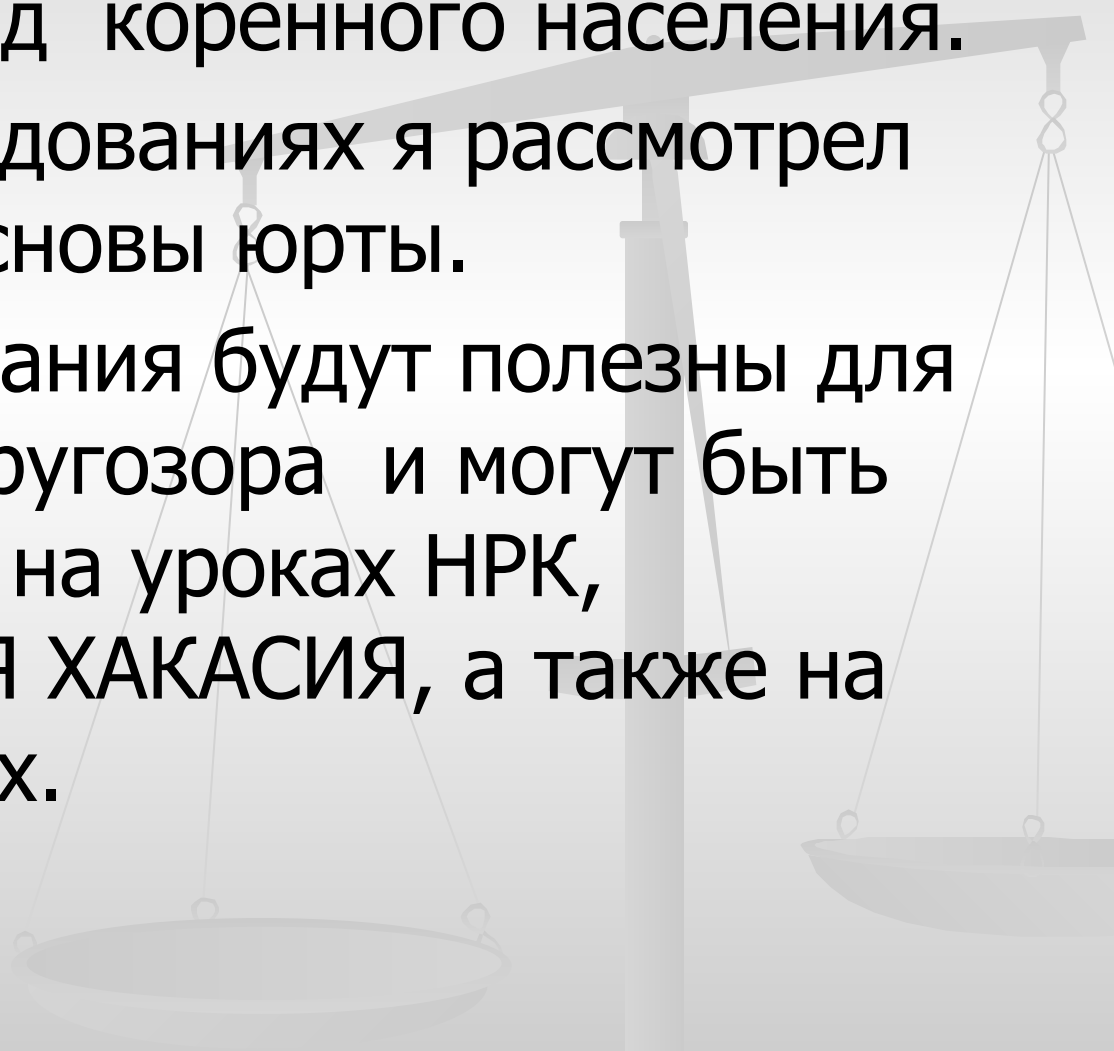 д коренного населения.
дованиях я рассмотрел
сновы юрты.
ания будут полезны для
ругозора и могут быть
на уроках НРК,
Я ХАКАСИЯ, а также на
х.